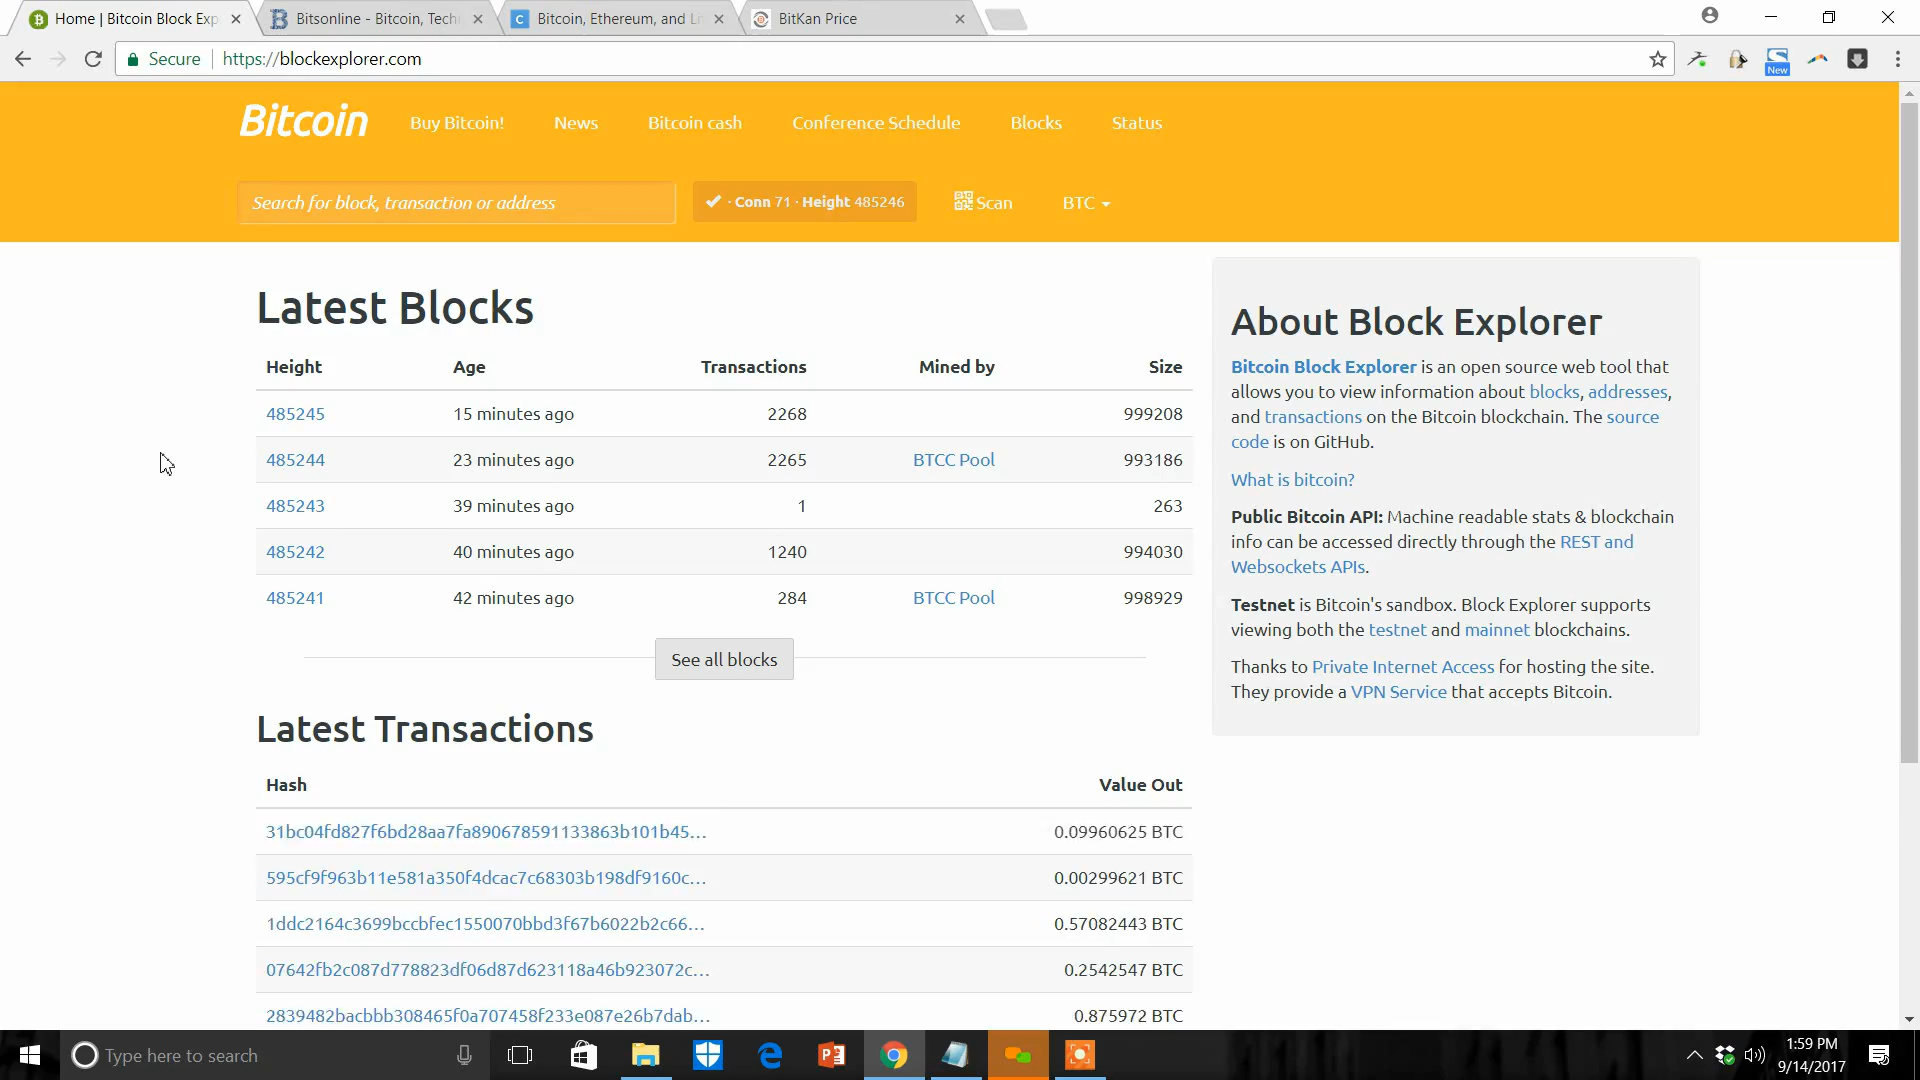 Home | Bitcoin Block Exp
Bitsonline - Bitcoin, Techn
Bitcoin, Ethereum, and Li
BitKan Price
Secure
https://blockexplorer.com
New
Bitcoin
Buy Bitcoin!
News
Bitcoin cash
Conference Schedule
Blocks
Status
Search for block, transaction or address
· Conn 71 · Height 485246
Scan
BTC
Latest Blocks
Height Age Transactions Mined by Size
485245 15 minutes ago 2268 999208
485244 23 minutes ago 2265 BTCC Pool 993186
485243 39 minutes ago 1 263
485242 40 minutes ago 1240 994030
485241 42 minutes ago 284 BTCC Pool 998929
See all blocks
Latest Transactions
Hash Value Out
31bc04fd827f6bd28aa7fa890678591133863b101b45... 0.09960625 BTC
595cf9f963b11e581a350f4dcac7c68303b198df9160c... 0.00299621 BTC
1ddc2164c3699bccbfec1550070bbd3f67b6022b2c66... 0.57082443 BTC
07642fb2c087d778823df06d87d623118a46b923072c... 0.2542547 BTC
2839482bacbbb308465f0a707458f233e087e26b7dab... 0.875972 BTC
About Block Explorer
Bitcoin Block Explorer is an open source web tool that
allows you to view information about blocks, addresses,
and transactions on the Bitcoin blockchain. The source
code is on GitHub.
What is bitcoin?
Public Bitcoin API: Machine readable stats & blockchain
info can be accessed directly through the REST and
Websockets APIs.
Testnet is Bitcoin's sandbox. Block Explorer supports
viewing both the testnet and mainnet blockchains.
Thanks to Private Internet Access for hosting the site.
They provide a VPN Service that accepts Bitcoin.
Type here to search
1:59 PM
9/14/2017